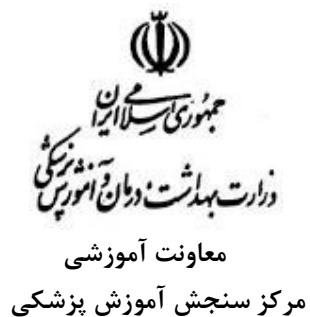 جمهوری اسلامی ایران
وزارت بهداشت، درمان و آموزش پزشکی
معاونت آموزشی
مرکز سنجش آموزش پزشکی